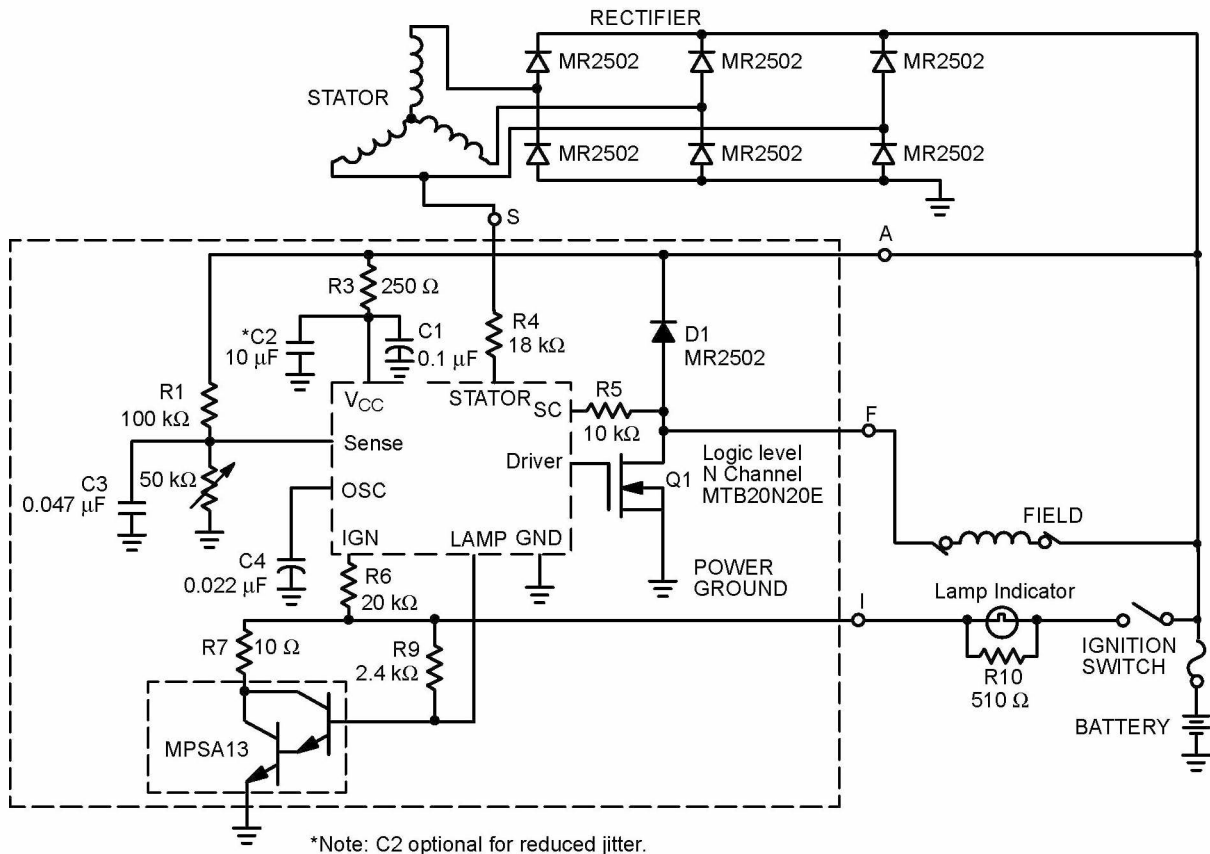 RECTIFIER
MR2502
MR2502
MR2502
STATOR
MR2502
MR2502
MR2502
S
A
R3
250 Ω
*C2
10 µF
C1
0.1 µF
R4
18 kΩ
D1
MR2502
R1
100 kΩ
VCC
STATOR
SC
R5
10 kΩ
F
Sense
Driver
Logic level
N Channel
MTB20N20E
Q1
C3
0.047 µF
50 kΩ
OSC
FIELD
IGN
LAMP
GND
C4
0.022 µF
R6
20 kΩ
POWER
GROUND
I
Lamp Indicator
R7
10 Ω
R9
2.4 kΩ
R10
510 Ω
IGNITION
SWITCH
MPSA13
BATTERY
*Note: C2 optional for reduced jitter.